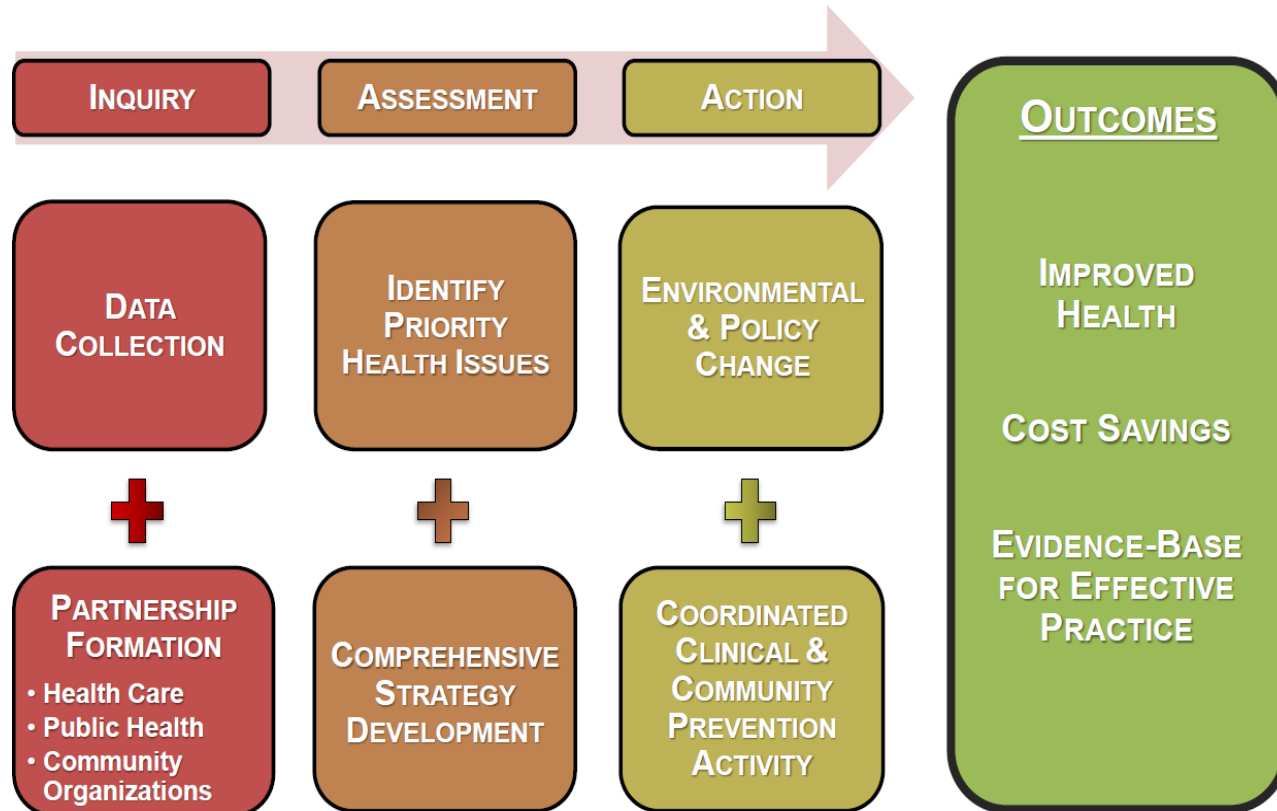 INQUIRY
ASSESSMENT
ACTION
OUTCOMES
DATA
COLLECTION
IDENTIFY
PRIORITY
HEALTH ISSUES
ENVIRONMENTAL
& POLICY
CHANGE
PARTNERSHIP
FORMATION
• Health Care
• Public Health
• Community
Organizations
COMPREHENSIVE
STRATEGY
DEVELOPMENT
COORDINATED
CLINICAL &
COMMUNITY
PREVENTION
ACTIVITY
IMPROVED
HEALTH
COST SAVINGS
EVIDENCE-BASE
FOR EFFECTIVE
PRACTICE